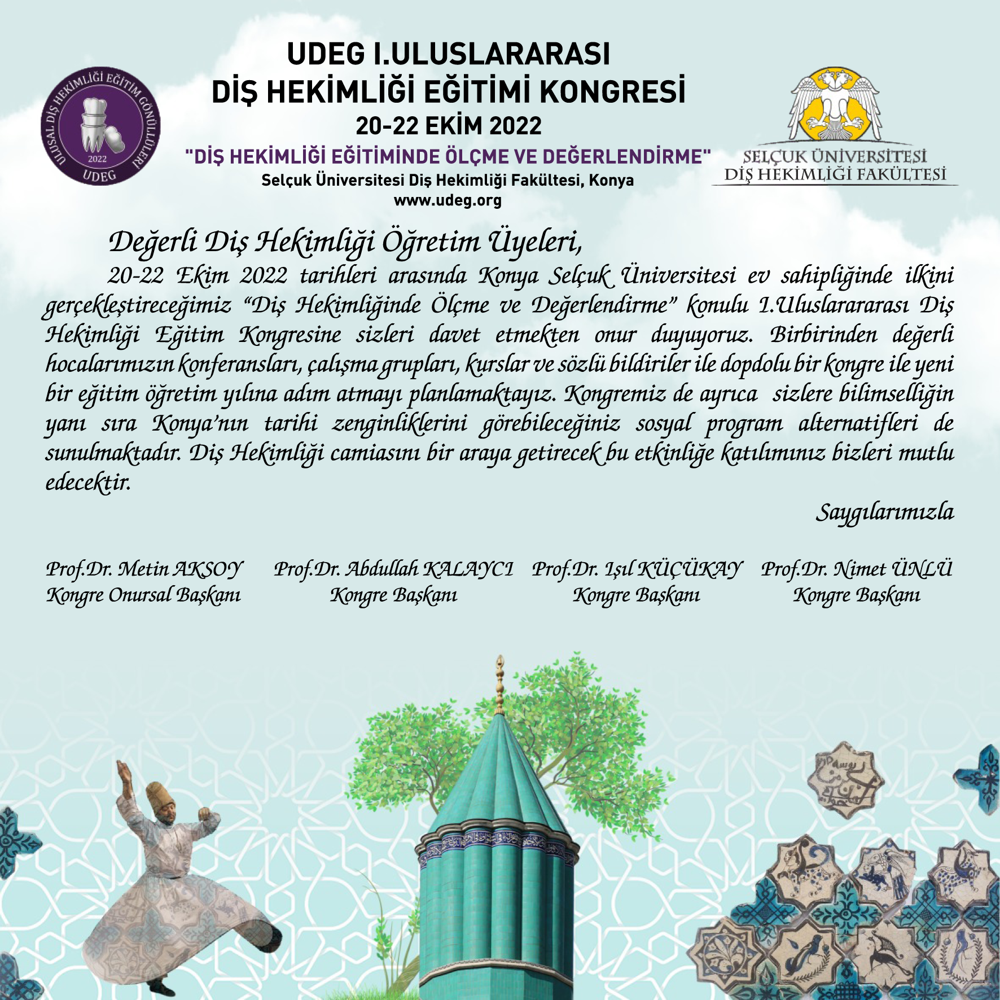 UDEG I.ULUSLARARASI
DİŞ HEKİMLİĞİ EĞİTİMİ KONGRESİ
20-22 EKİM 2022
"DİŞ HEKİMLİĞİ EĞİTİMİNDE ÖLÇME VE DEĞERLENDİRME"
Selçuk Üniversitesi Diş Hekimliği Fakültesi, Konya
www.udeg.org
ULUSAL DİŞ HEKİMLİĞİ EĞİTİM GÖNÜLLÜLERİ
2022
UDEG
SELÇUK ÜNİVERSİTESİ
DİŞ HEKİMLİĞİ FAKÜLTESİ
Değerli Diş Hekimliği Öğretim Üyeleri,
20-22 Ekim 2022 tarihleri arasında Konya Selçuk Üniversitesi ev sahipliğinde ilkini
gerçekleştireceğimiz “Diş Hekimliğinde Ölçme ve Değerlendirme” konulu I.Uluslarararası Diş
Hekimliği Eğitim Kongresine sizleri davet etmekten onur duyuyoruz. Birbirinden değerli
hocalarımızın konferansları, çalışma grupları, kurslar ve sözlü bildiriler ile dopdolu bir kongre ile yeni
bir eğitim öğretim yılına adım atmayı planlamaktayız. Kongremiz de ayrıca sizlere bilimselliğin
yanı sıra Konya’nın tarihi zenginliklerini görebileceğiniz sosyal program alternatifleri de
sunulmaktadır. Diş Hekimliği camiasını bir araya getirecek bu etkinliğe katılımınız bizleri mutlu
edecektir.
Saygılarımızla
Prof.Dr. Metin AKSOY
Kongre Onursal Başkanı
Prof.Dr. Abdullah KALAYCI
Kongre Başkanı
Prof.Dr. Işıl KÜÇÜKAY
Kongre Başkanı
Prof.Dr. Nimet ÜNLÜ
Kongre Başkanı